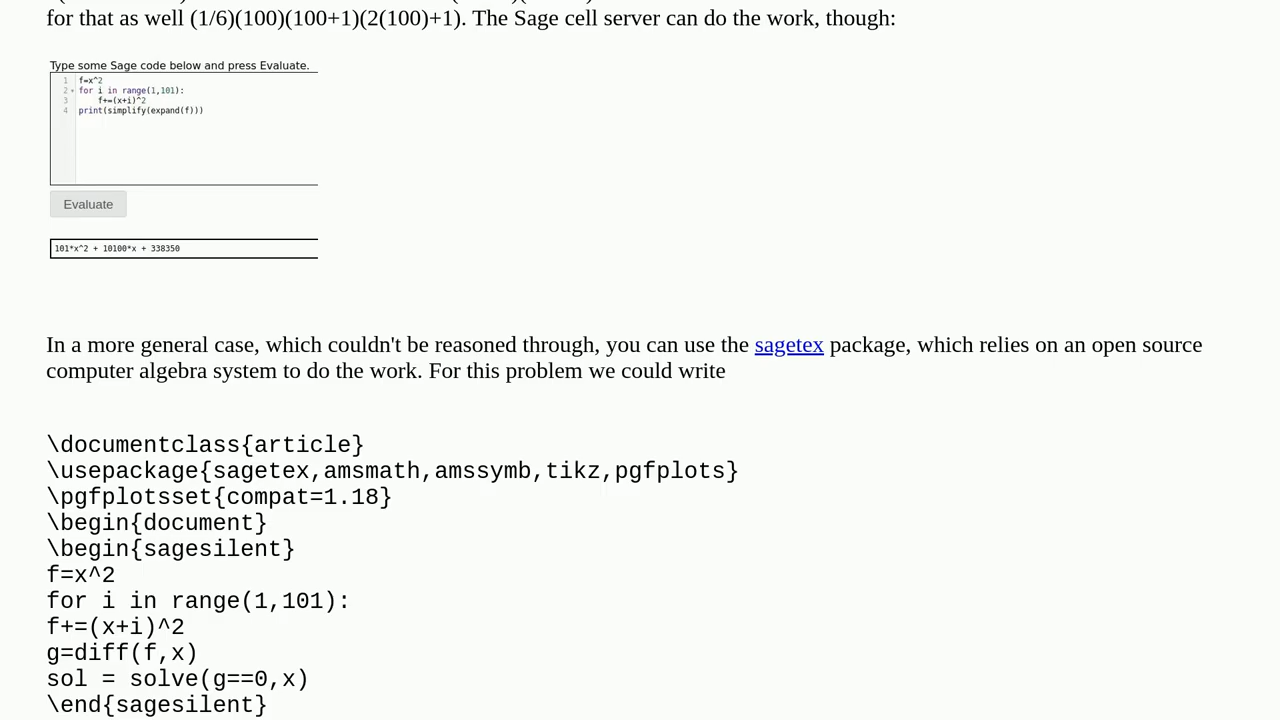 for that as well (1/6)(100)(100+1)(2(100)+1). The Sage cell server can do the work, though:
Type some Sage code below and press Evaluate.
1 f=x^2
2 for i in range(1,101):
3     f+=(x+i)^2
4 print(simplify(expand(f)))
Evaluate
101*x^2 + 10100*x + 338350
In a more general case, which couldn't be reasoned through, you can use the sagetex package, which relies on an open source
computer algebra system to do the work. For this problem we could write
\documentclass{article}
\usepackage{sagetex,amsmath,amssymb,tikz,pgfplots}
\pgfplotsset{compat=1.18}
\begin{document}
\begin{sagesilent}
f=x^2
for i in range(1,101):
f+=(x+i)^2
g=diff(f,x)
sol = solve(g==0,x)
\end{sagesilent}